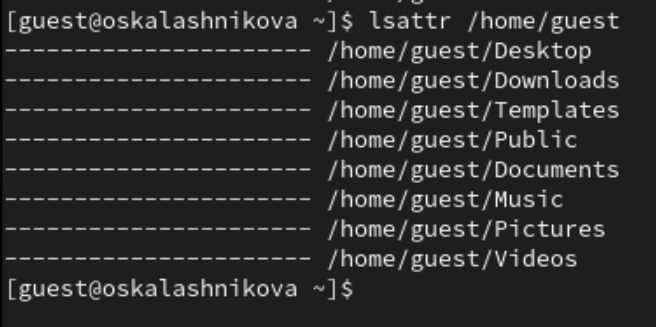 [guest@oskalashnikova ~]$ lsattr /home/guest
---------------------- /home/guest/Desktop
---------------------- /home/guest/Downloads
---------------------- /home/guest/Templates
---------------------- /home/guest/Public
---------------------- /home/guest/Documents
---------------------- /home/guest/Music
---------------------- /home/guest/Pictures
---------------------- /home/guest/Videos
[guest@oskalashnikova ~]$